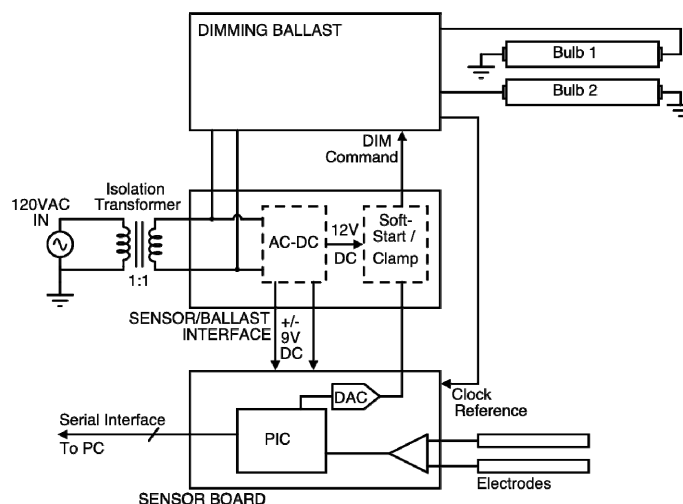 DIMMING BALLAST
Bulb 1
Bulb 2
DIM
Command
Isolation
Transformer
120VAC
IN
1:1
AC-DC
12V
DC
Soft-
Start /
Clamp
SENSOR/BALLAST
INTERFACE
+/-
9V
DC
DAC
Clock
Reference
Serial Interface
To PC
PIC
Electrodes
SENSOR BOARD